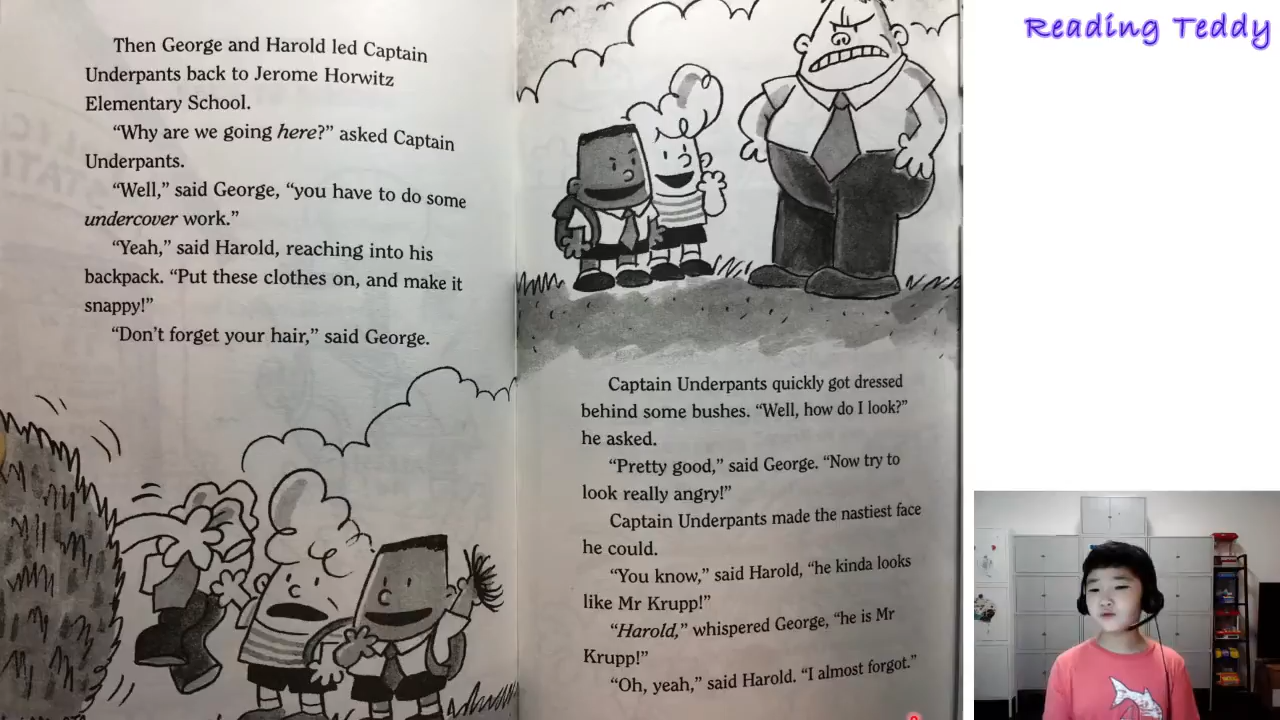 Then George and Harold led Captain
Underpants back to Jerome Horwitz
Elementary School.
“Why are we going here?” asked Captain
Underpants.
“Well,” said George, “you have to do some
undercover work.”
“Yeah,” said Harold, reaching into his
backpack. “Put these clothes on, and make it
snappy!”
“Don’t forget your hair,” said George.
Captain Underpants quickly got dressed
behind some bushes. “Well, how do I look?”
he asked.
“Pretty good,” said George. “Now try to
look really angry!”
Captain Underpants made the nastiest face
he could.
“You know,” said Harold, “he kinda looks
like Mr Krupp!”
“Harold,” whispered George, “he is Mr
Krupp!”
“Oh, yeah,” said Harold. “I almost forgot.”
Reading Teddy